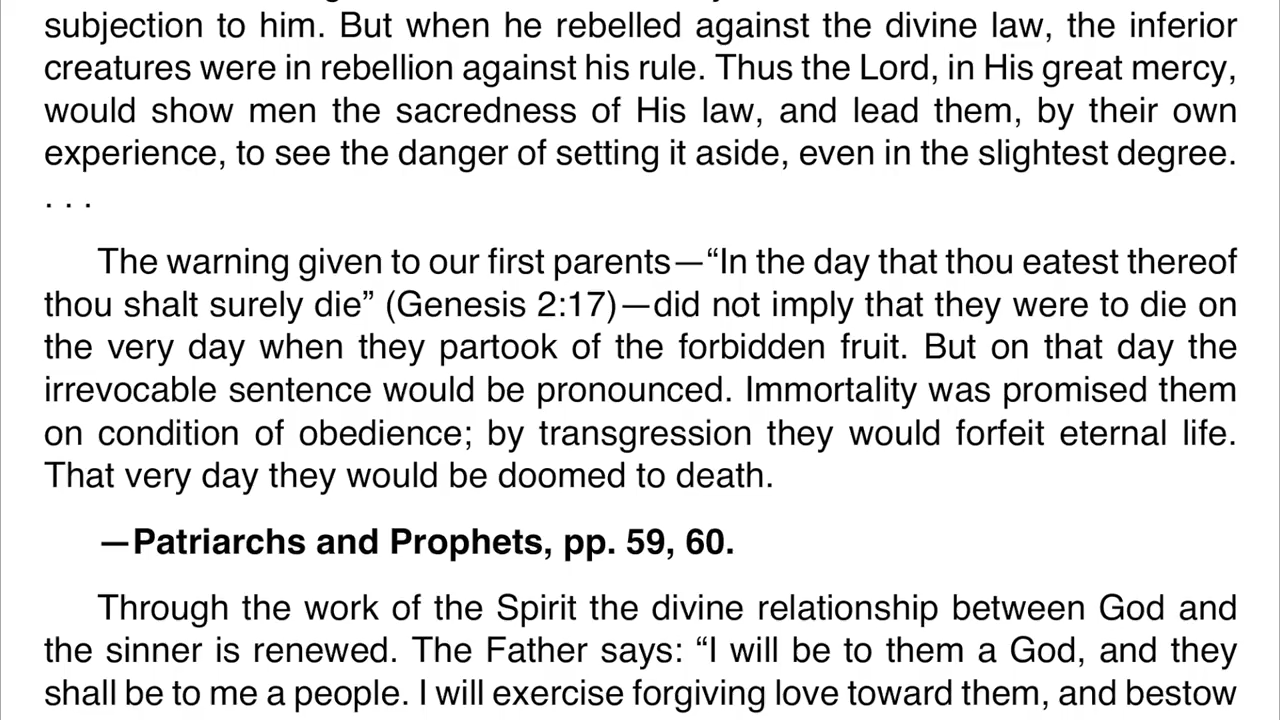 subjection to him. But when he rebelled against the divine law, the inferior
creatures were in rebellion against his rule. Thus the Lord, in His great mercy,
would show men the sacredness of His law, and lead them, by their own
experience, to see the danger of setting it aside, even in the slightest degree.
. . .
The warning given to our first parents—“In the day that thou eatest thereof
thou shalt surely die” (Genesis 2:17)—did not imply that they were to die on
the very day when they partook of the forbidden fruit. But on that day the
irrevocable sentence would be pronounced. Immortality was promised them
on condition of obedience; by transgression they would forfeit eternal life.
That very day they would be doomed to death.
—Patriarchs and Prophets, pp. 59, 60.
Through the work of the Spirit the divine relationship between God and
the sinner is renewed. The Father says: “I will be to them a God, and they
shall be to me a people. I will exercise forgiving love toward them, and bestow